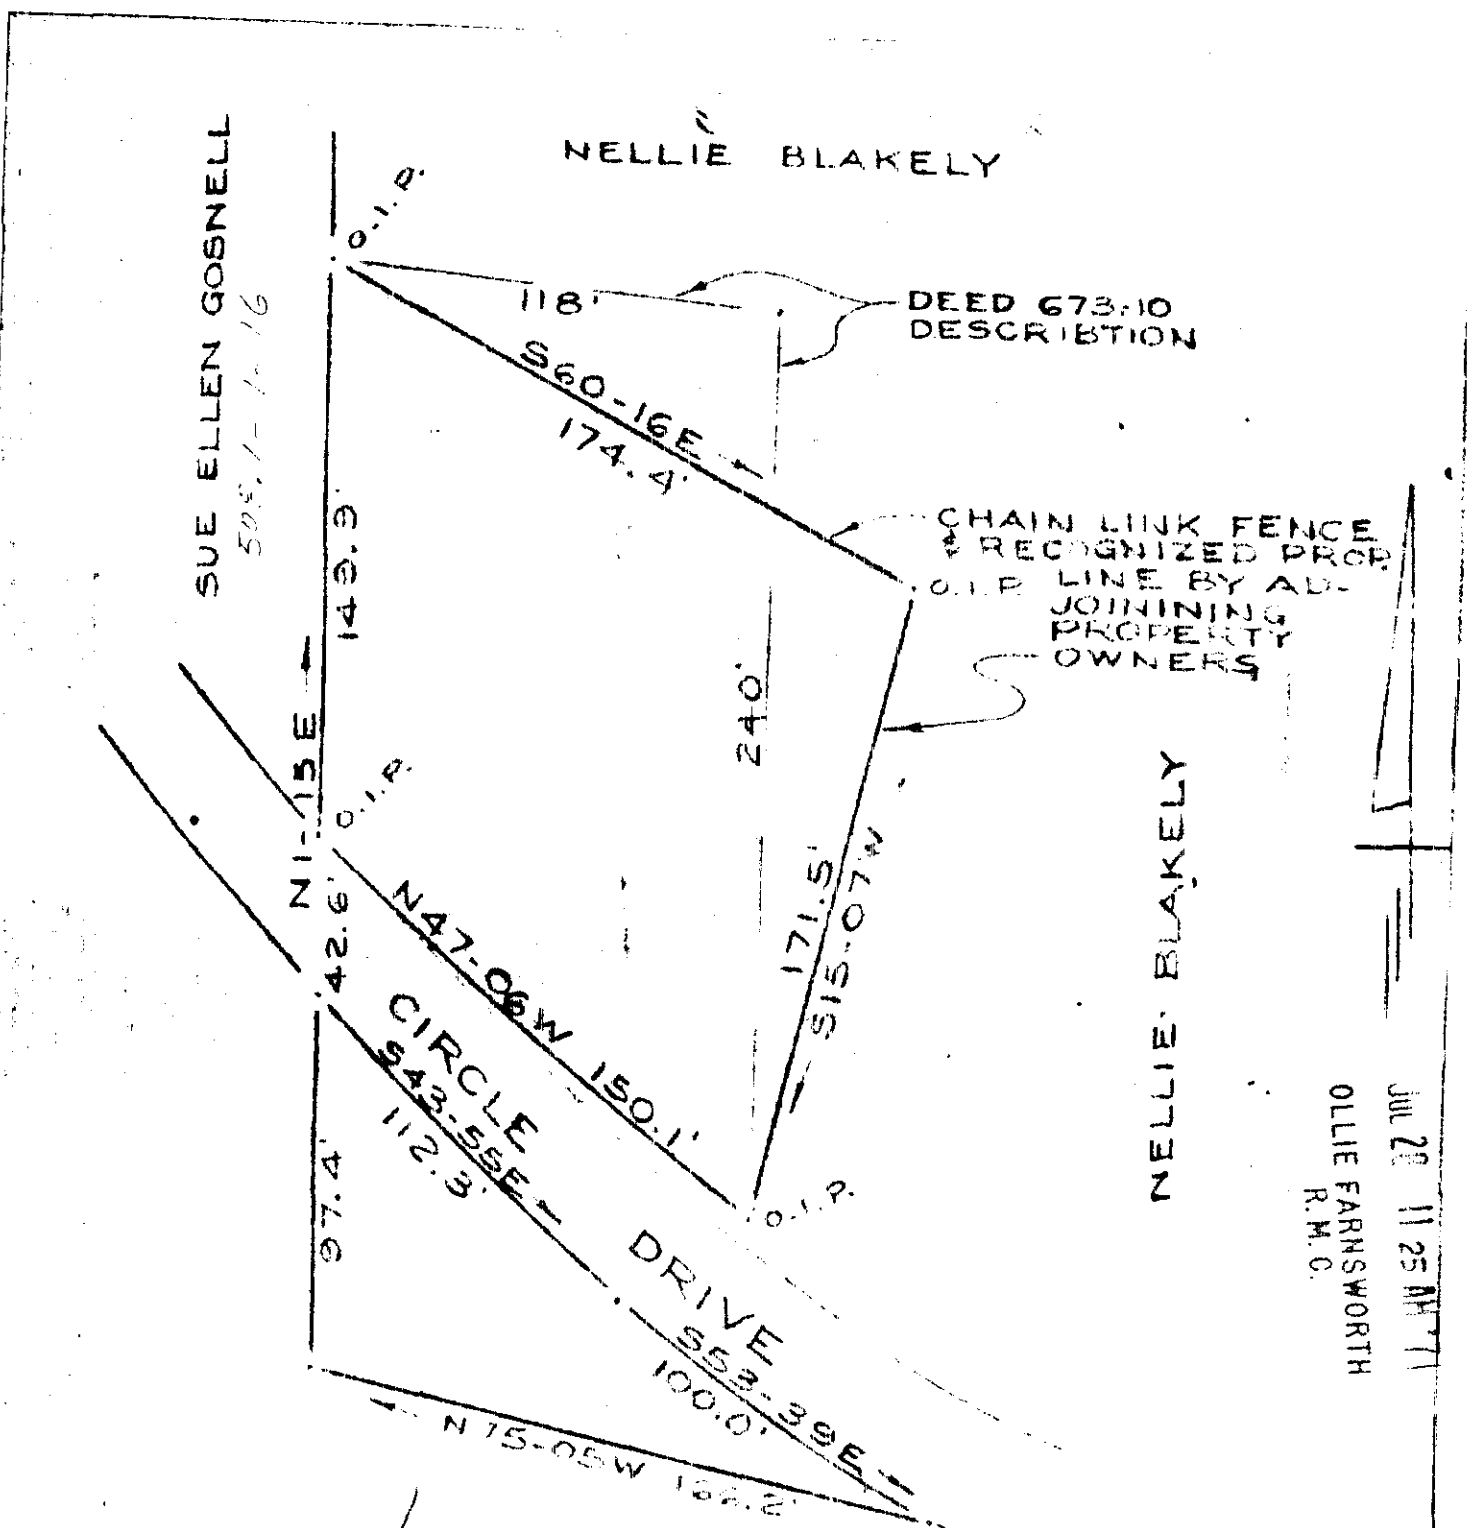 NELLIE BLAKELY
SUE ELLEN GOSNELL
O.I.P.
118'
DEED 673-10
DESCRIBTION
S60-16E
174.4'
143.3'
CHAIN LINK FENCE
& RECOGNIZED PROP.
LINE BY AD-
JOININING
PROPERTY
OWNERS
O.I.P.
240'
N1-15E
O.I.P.
171.5'
S15-07W
NELLIE BLAKELY
42.6'
N47-06W 150.1'
CIRCLE DRIVE
S43-55E
112.3'
O.I.P.
97.4'
S53-39E
100.0'
N75-05W
JUL 20 11 25 AM '71
OLLIE FARNSWORTH
R.M.C.